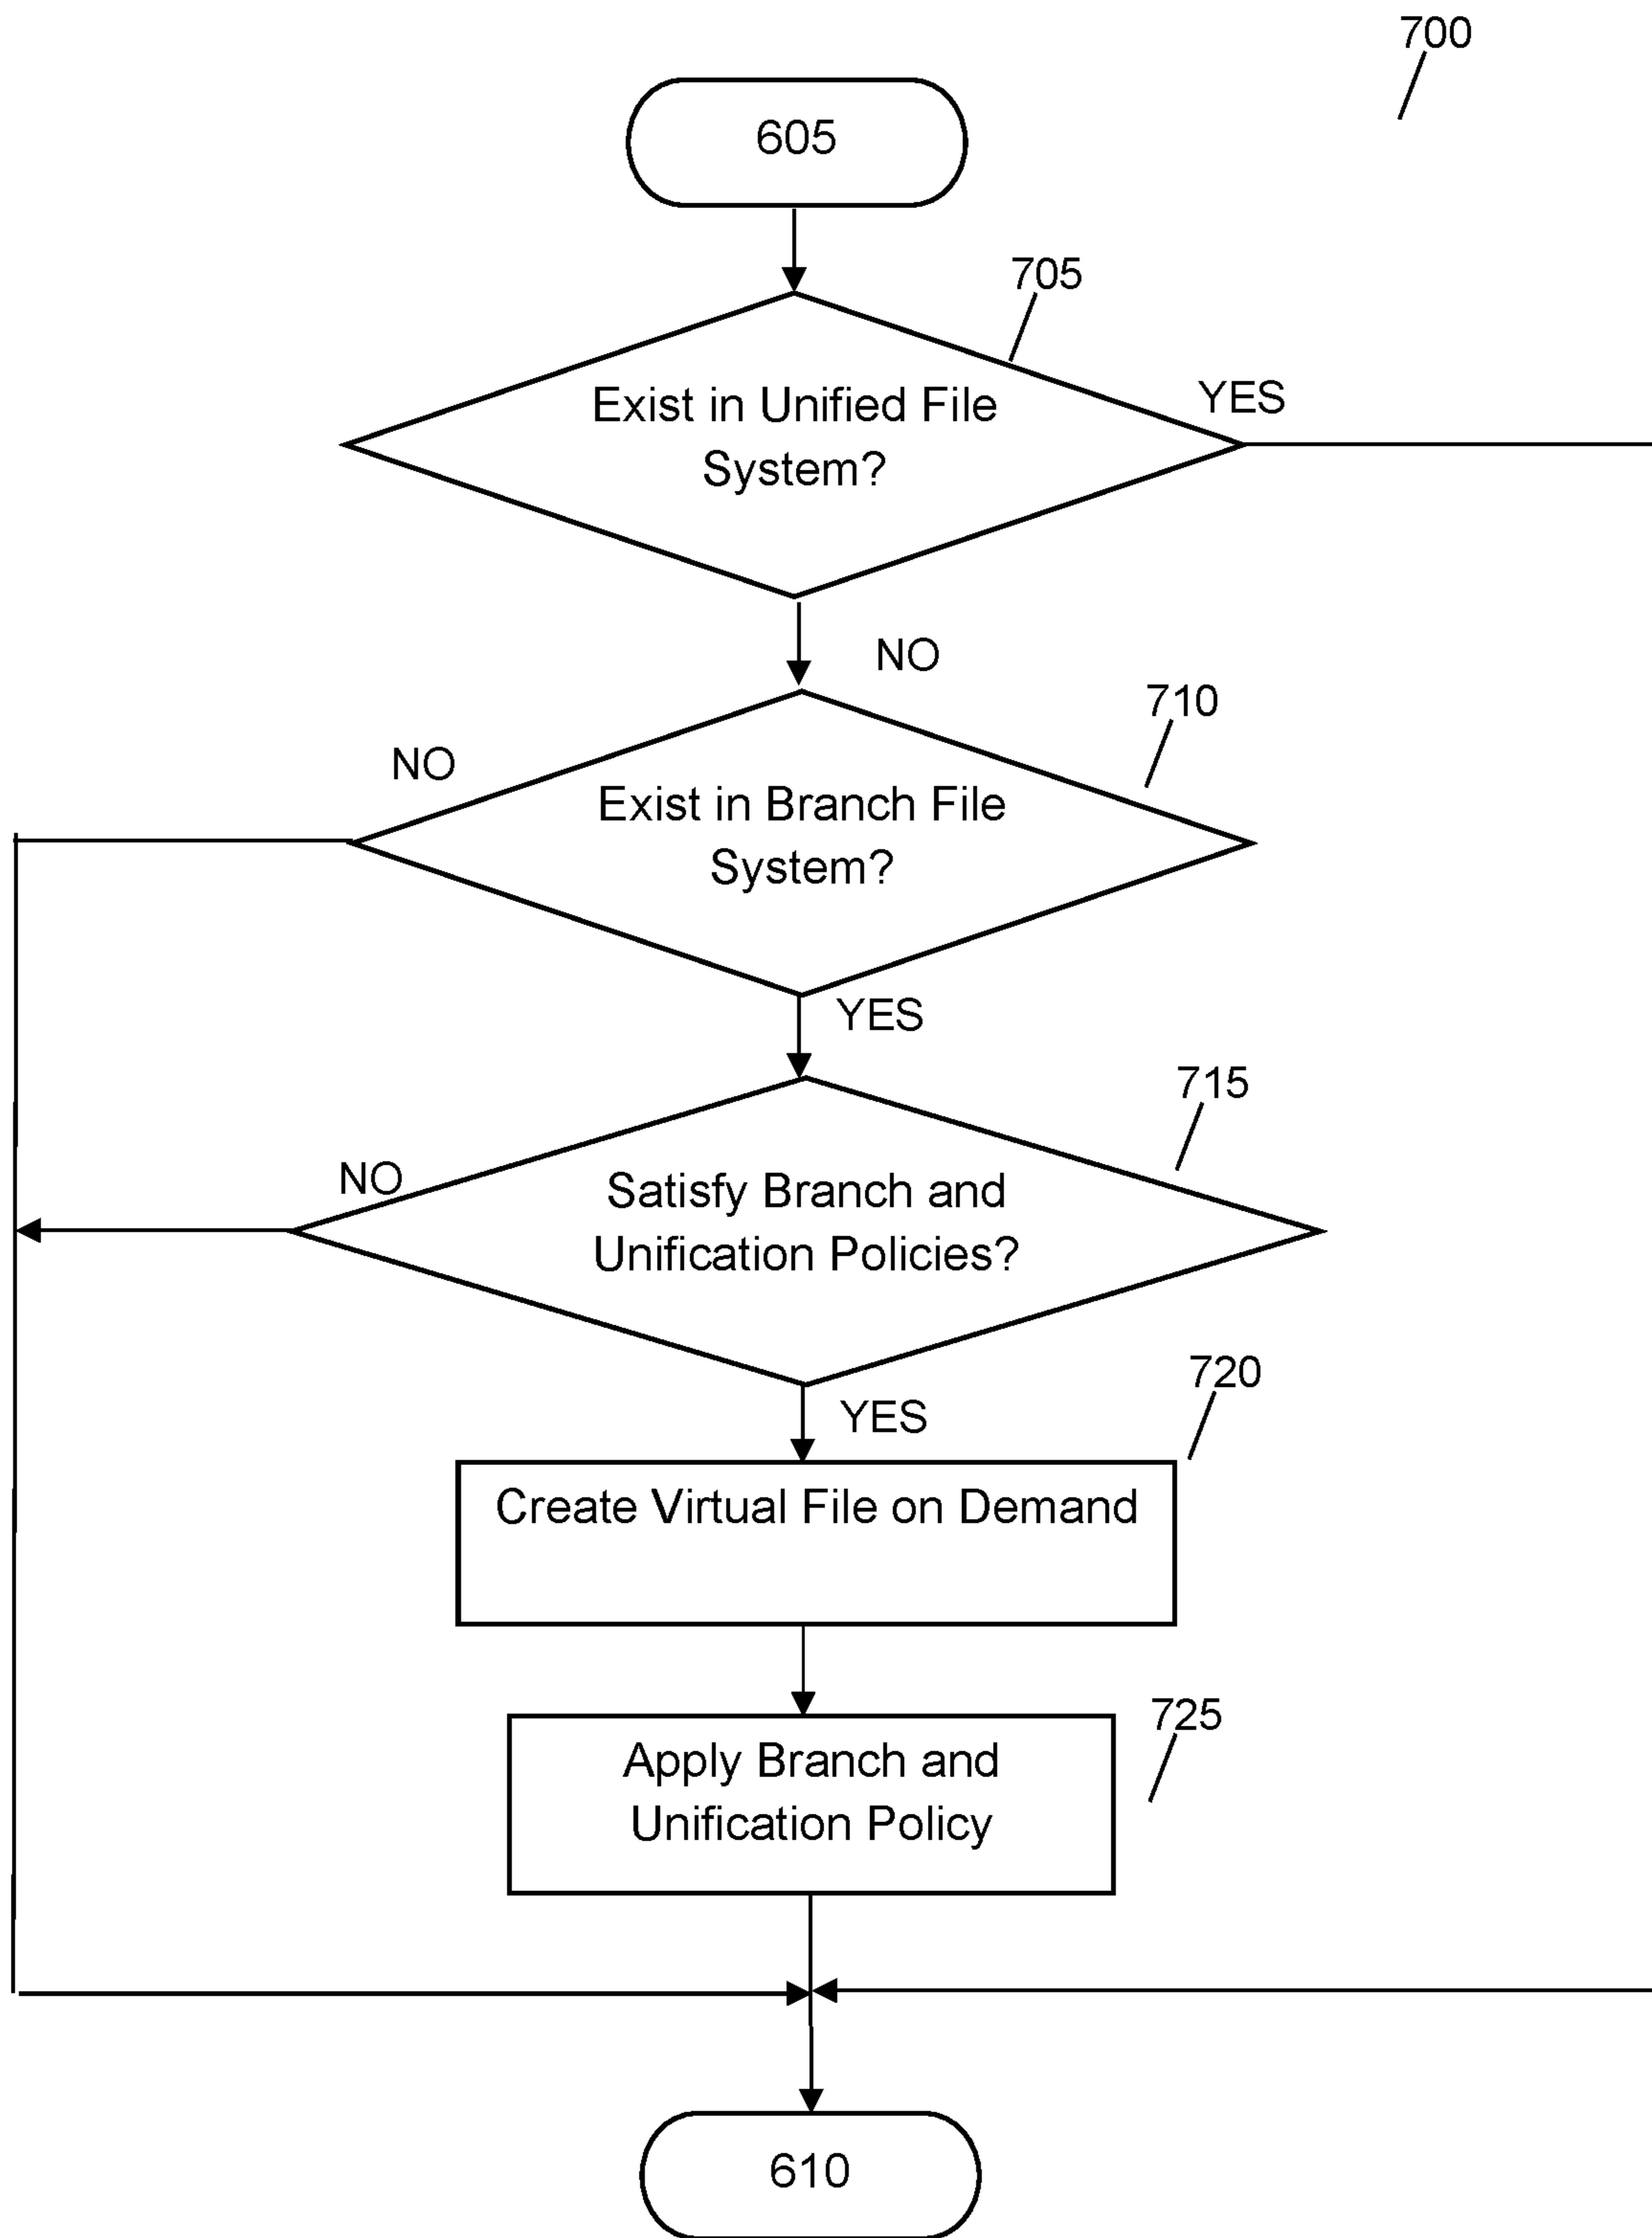 700
605
705
Exist in Unified File
System?
YES
NO
710
NO
Exist in Branch File
System?
YES
715
NO
Satisfy Branch and
Unification Policies?
720
YES
Create Virtual File on Demand
725
Apply Branch and
Unification Policy
610